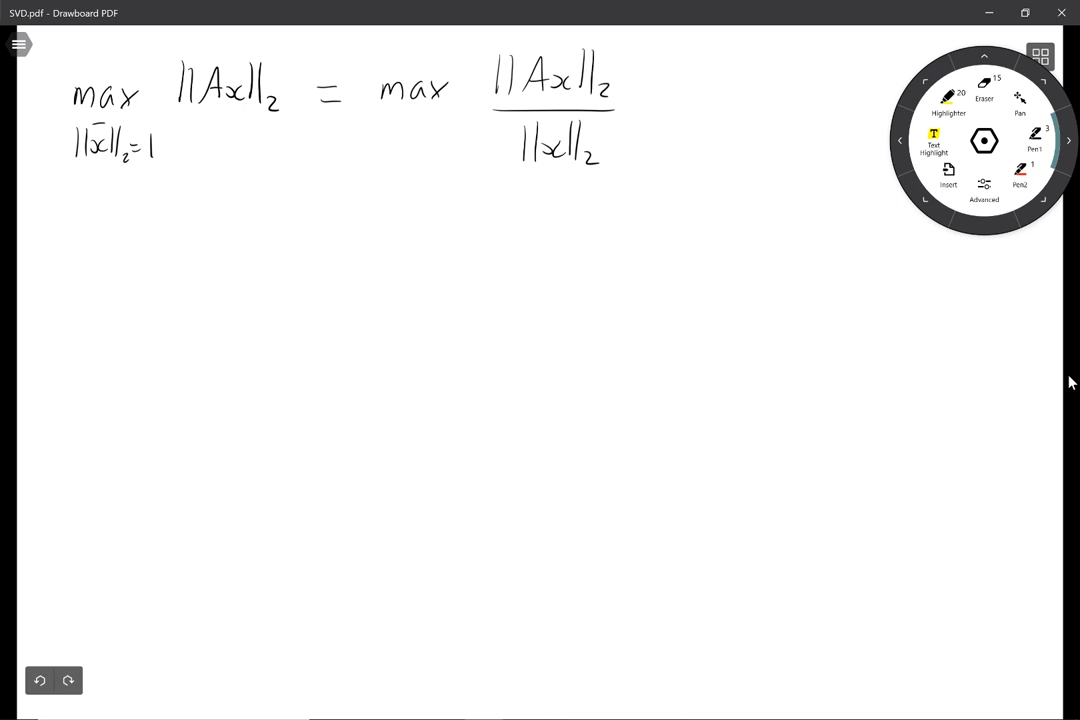 SVD.pdf - Drawboard PDF
max ||Ax||₂ = max ||Ax||₂ / ||x||₂
||x̄||₂=1
15
Eraser
20
Highlighter
Pan
T
Text
Highlight
3
Pen1
Insert
1
Pen2
Advanced